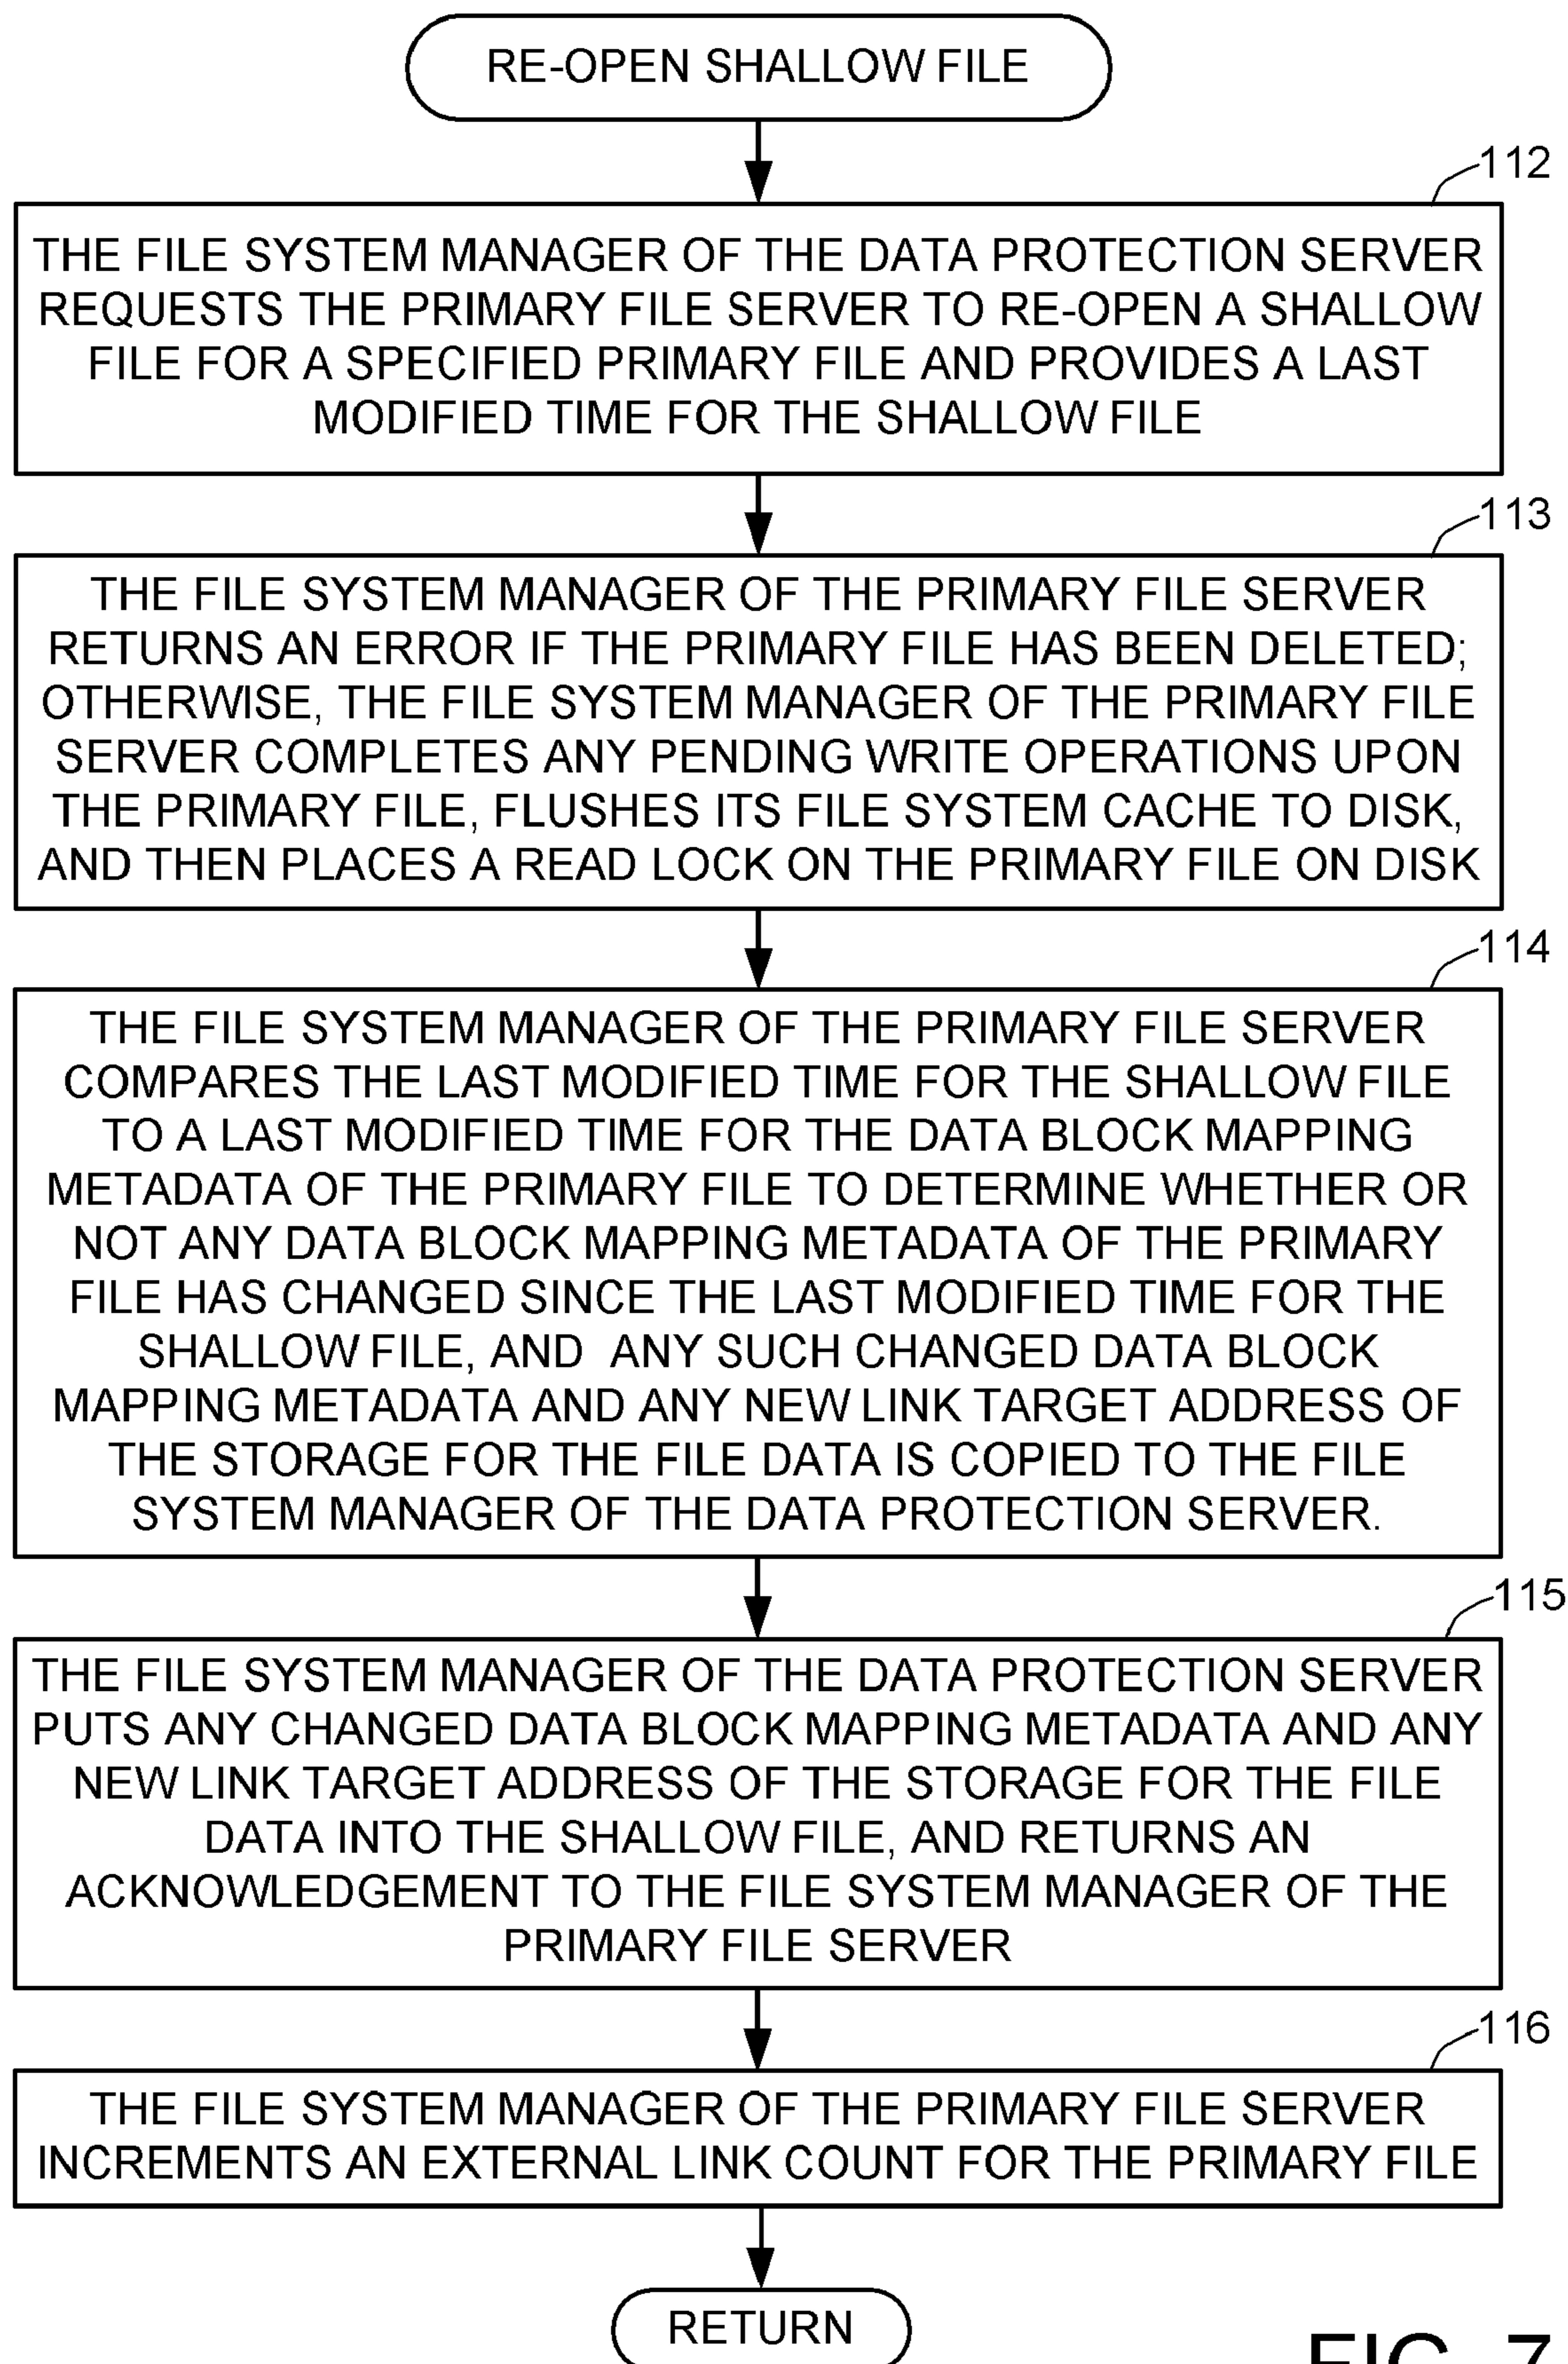 RE-OPEN SHALLOW FILE
112
THE FILE SYSTEM MANAGER OF THE DATA PROTECTION SERVER
REQUESTS THE PRIMARY FILE SERVER TO RE-OPEN A SHALLOW
FILE FOR A SPECIFIED PRIMARY FILE AND PROVIDES A LAST
MODIFIED TIME FOR THE SHALLOW FILE
113
THE FILE SYSTEM MANAGER OF THE PRIMARY FILE SERVER
RETURNS AN ERROR IF THE PRIMARY FILE HAS BEEN DELETED;
OTHERWISE, THE FILE SYSTEM MANAGER OF THE PRIMARY FILE
SERVER COMPLETES ANY PENDING WRITE OPERATIONS UPON
THE PRIMARY FILE, FLUSHES ITS FILE SYSTEM CACHE TO DISK,
AND THEN PLACES A READ LOCK ON THE PRIMARY FILE ON DISK
114
THE FILE SYSTEM MANAGER OF THE PRIMARY FILE SERVER
COMPARES THE LAST MODIFIED TIME FOR THE SHALLOW FILE
TO A LAST MODIFIED TIME FOR THE DATA BLOCK MAPPING
METADATA OF THE PRIMARY FILE TO DETERMINE WHETHER OR
NOT ANY DATA BLOCK MAPPING METADATA OF THE PRIMARY
FILE HAS CHANGED SINCE THE LAST MODIFIED TIME FOR THE
SHALLOW FILE, AND ANY SUCH CHANGED DATA BLOCK
MAPPING METADATA AND ANY NEW LINK TARGET ADDRESS OF
THE STORAGE FOR THE FILE DATA IS COPIED TO THE FILE
SYSTEM MANAGER OF THE DATA PROTECTION SERVER.
115
THE FILE SYSTEM MANAGER OF THE DATA PROTECTION SERVER
PUTS ANY CHANGED DATA BLOCK MAPPING METADATA AND ANY
NEW LINK TARGET ADDRESS OF THE STORAGE FOR THE FILE
DATA INTO THE SHALLOW FILE, AND RETURNS AN
ACKNOWLEDGEMENT TO THE FILE SYSTEM MANAGER OF THE
PRIMARY FILE SERVER
116
THE FILE SYSTEM MANAGER OF THE PRIMARY FILE SERVER
INCREMENTS AN EXTERNAL LINK COUNT FOR THE PRIMARY FILE
RETURN
FIG. 7